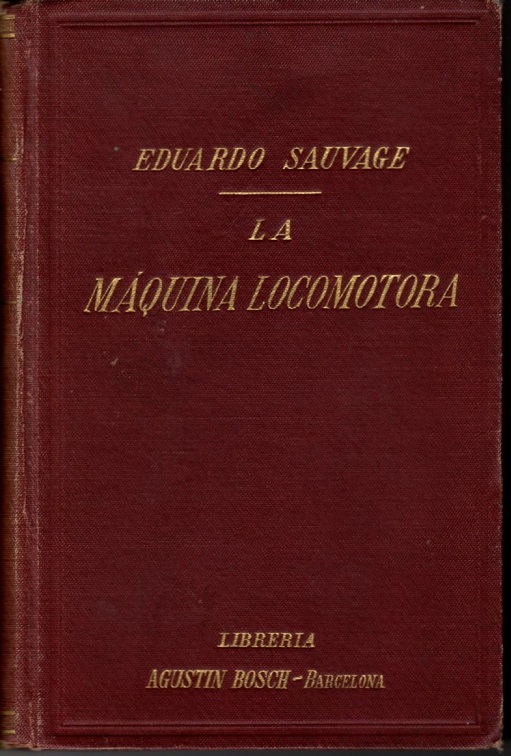 EDUARDO SAUVAGE
LA
MÁQUINA LOCOMOTORA
LIBRERIA
AGUSTIN BOSCH - BARCELONA